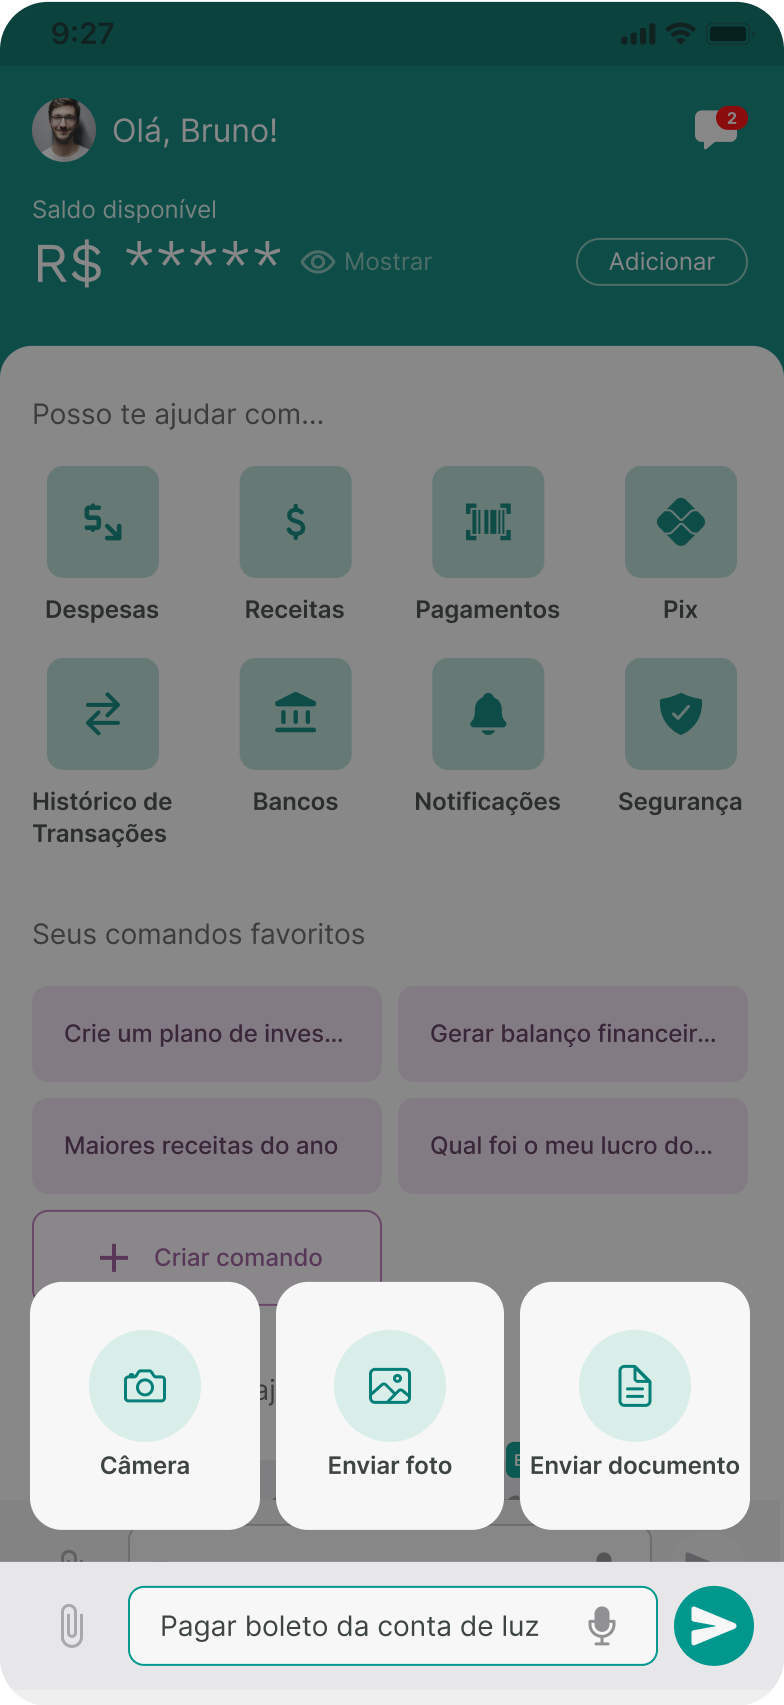 9:27
Olá, Bruno!
2
Saldo disponível
R$ *****
Mostrar
Adicionar
Posso te ajudar com...
Despesas
Receitas
Pagamentos
Pix
Histórico de
Transações
Bancos
Notificações
Segurança
Seus comandos favoritos
Crie um plano de inves...
Gerar balanço financeir...
Maiores receitas do ano
Qual foi o meu lucro do...
Criar comando
Câmera
Enviar foto
Enviar documento
Pagar boleto da conta de luz